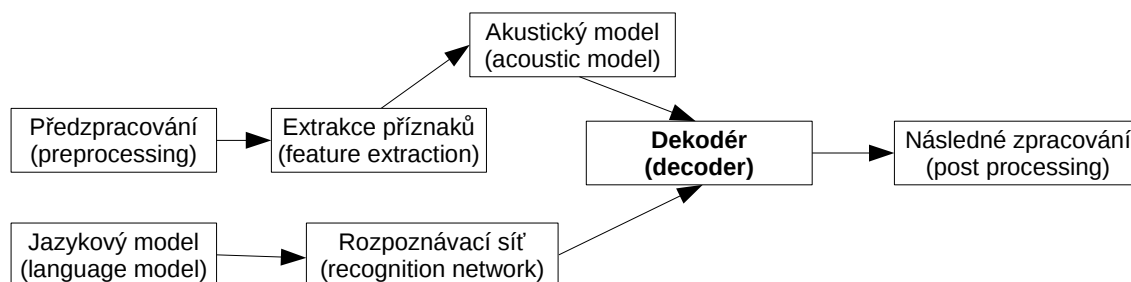 Akustický model
(acoustic model)
Předzpracování
(preprocessing)
Extrakce příznaků
(feature extraction)
Dekodér
(decoder)
Následné zpracování
(post processing)
Jazykový model
(language model)
Rozpoznávací síť
(recognition network)